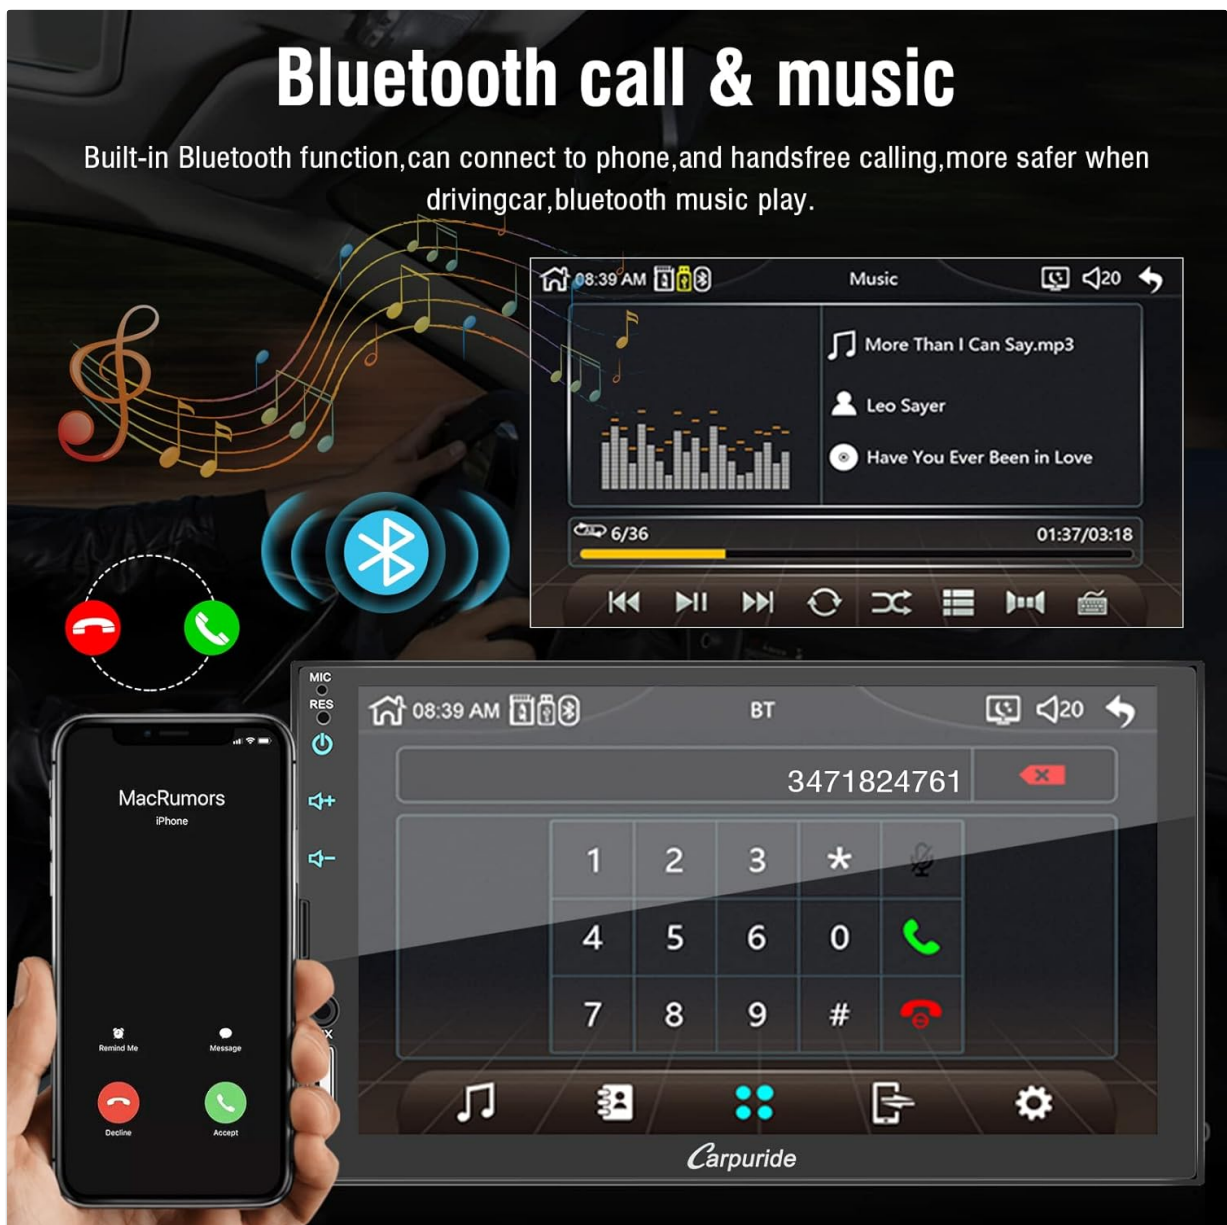 Bluetooth call & music
Built-in Bluetooth function,can connect to phone,and handsfree calling,more safer when
drivingcar,bluetooth music play.
08:39 AM
Music
20
More Than I Can Say.mp3
Leo Sayer
Have You Ever Been in Love
6/36
01:37/03:18
MIC
RES
08:39 AM
BT
20
3471824761
1 2 3 *
4 5 6 0
7 8 9 #
Carpuride
MacRumors
iPhone
Remind Me
Message
Decline
Accept